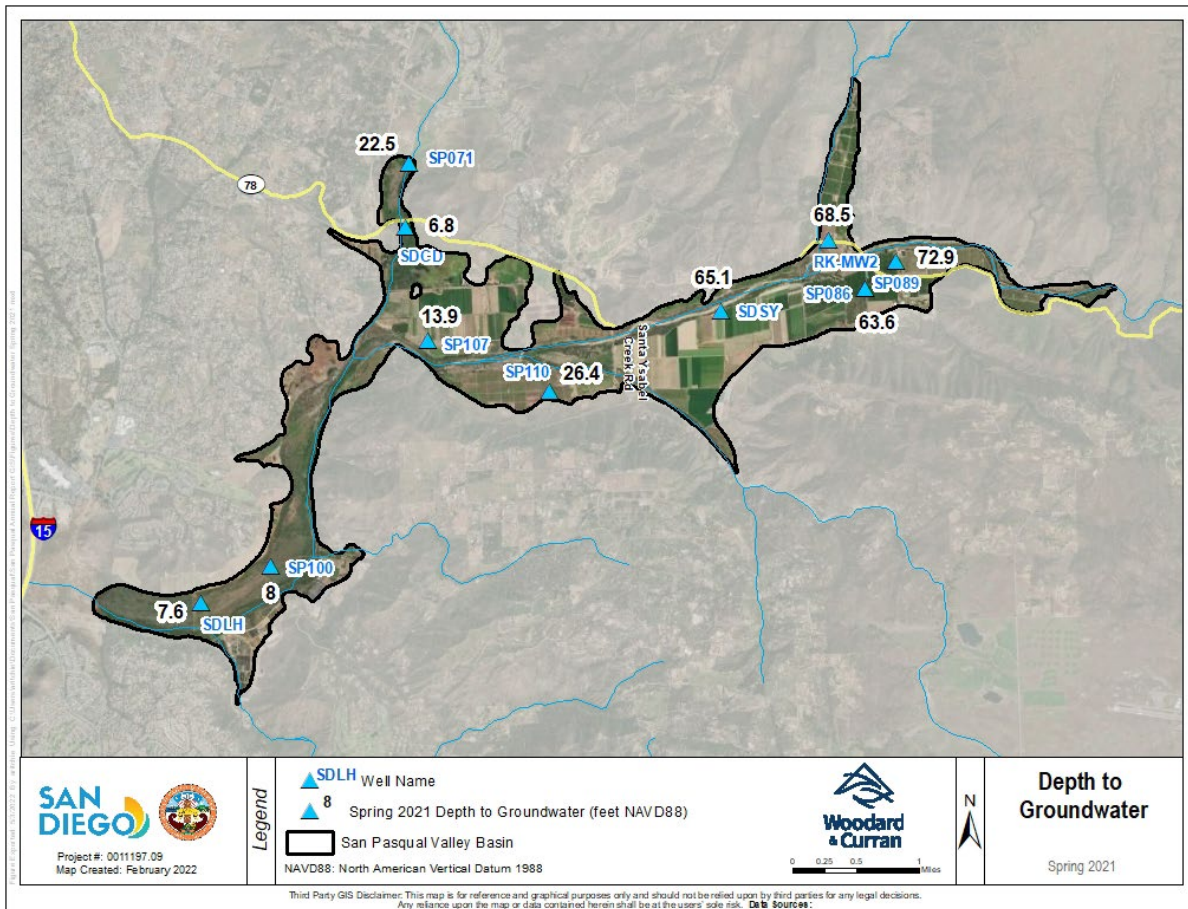 22.5
SP071
78
6.8
SDCD
68.5
RK-MW2
72.9
SP089
SP086
63.6
65.1
SDSY
13.9
SP107
SP110
26.4
Santa Ysabel
Creek Rd
15
SP100
8
7.6
SDLH
SAN
DIEGO
Project #: 0011197.09
Map Created: February 2022
Legend
SDLH Well Name
8 Spring 2021 Depth to Groundwater (feet NAVD88)
San Pasqual Valley Basin
NAVD88: North American Vertical Datum 1988
Woodard
& Curran
0 0.25 0.5 1
Miles
N
Depth to
Groundwater
Spring 2021
Third Party GIS Disclaimer: This map is for reference and graphical purposes only and should not be relied upon by third parties for any legal decisions.
Any reliance upon the map or data contained herein shall be at the users' sole risk. Data Sources: